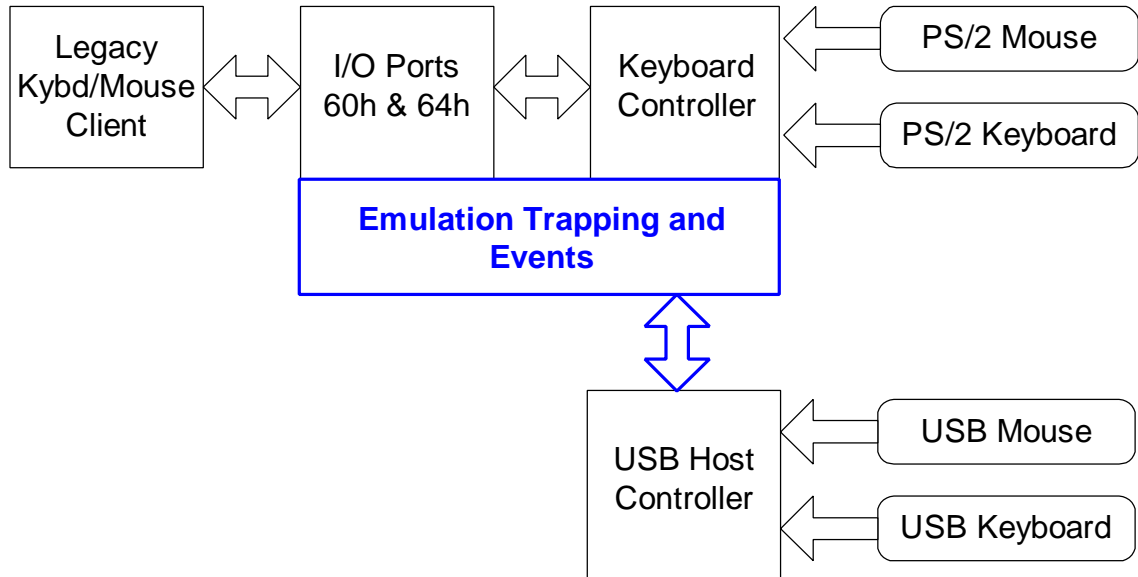 Legacy
Kybd/Mouse
Client
I/O Ports
60h & 64h
Keyboard
Controller
PS/2 Mouse
PS/2 Keyboard
Emulation Trapping and
Events
USB Host
Controller
USB Mouse
USB Keyboard